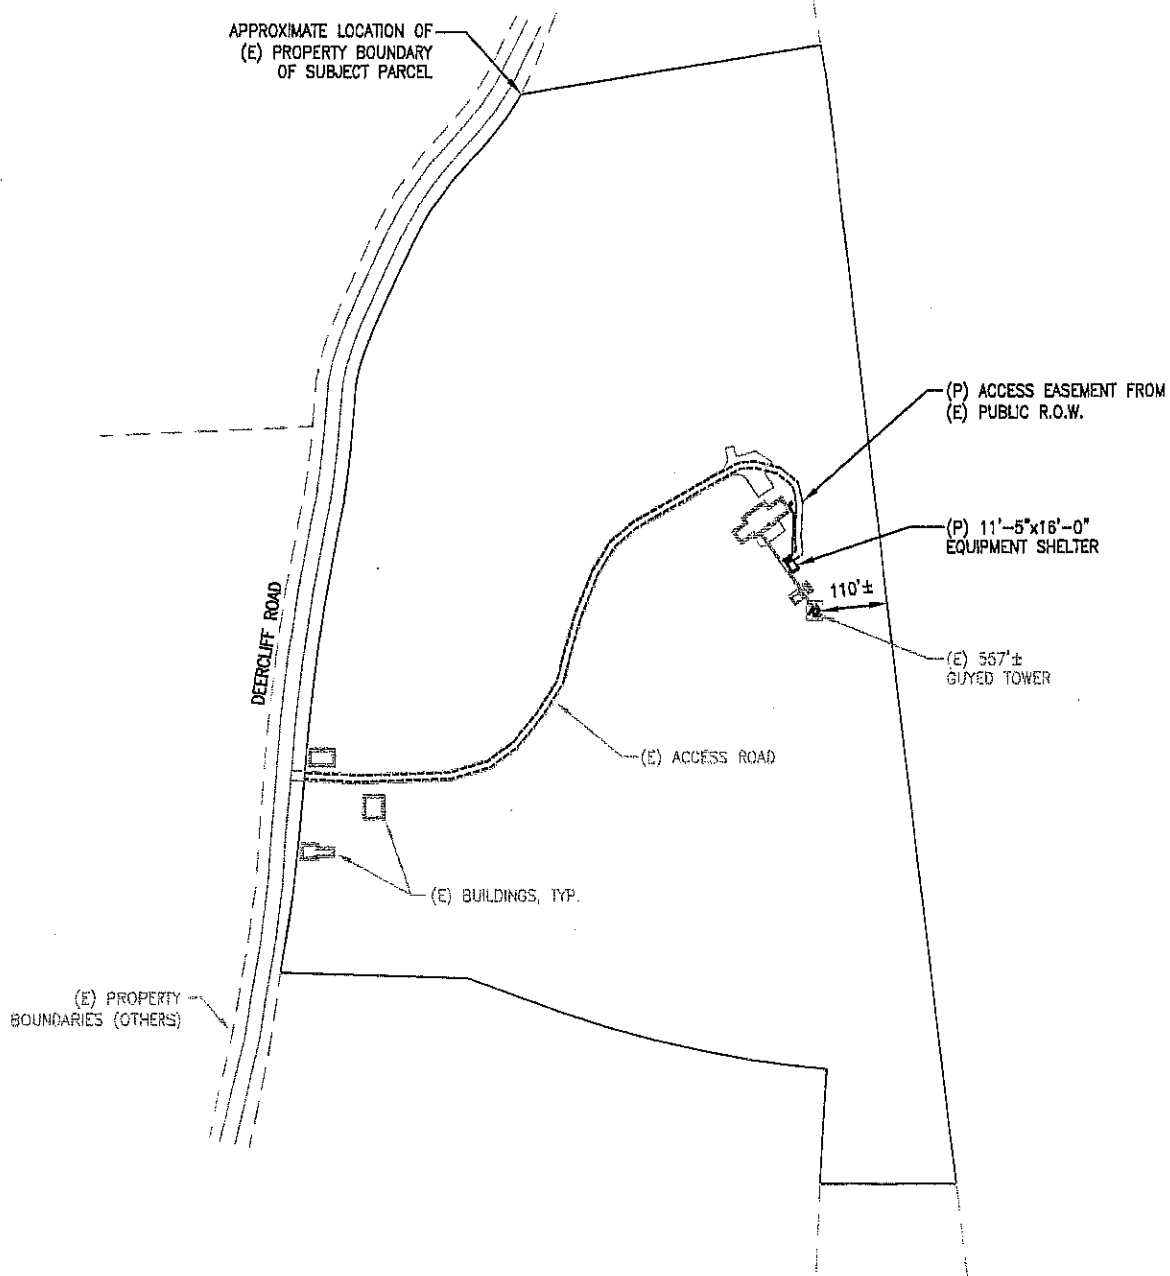 APPROXIMATE LOCATION OF
(E) PROPERTY BOUNDARY
OF SUBJECT PARCEL
(P) ACCESS EASEMENT FROM
(E) PUBLIC R.O.W.
(P) 11'-5"x16'-0"
EQUIPMENT SHELTER
110'±
(E) 557'±
GUYED TOWER
DEERCLIFF ROAD
(E) ACCESS ROAD
(E) BUILDINGS, TYP.
(E) PROPERTY
BOUNDARIES (OTHERS)